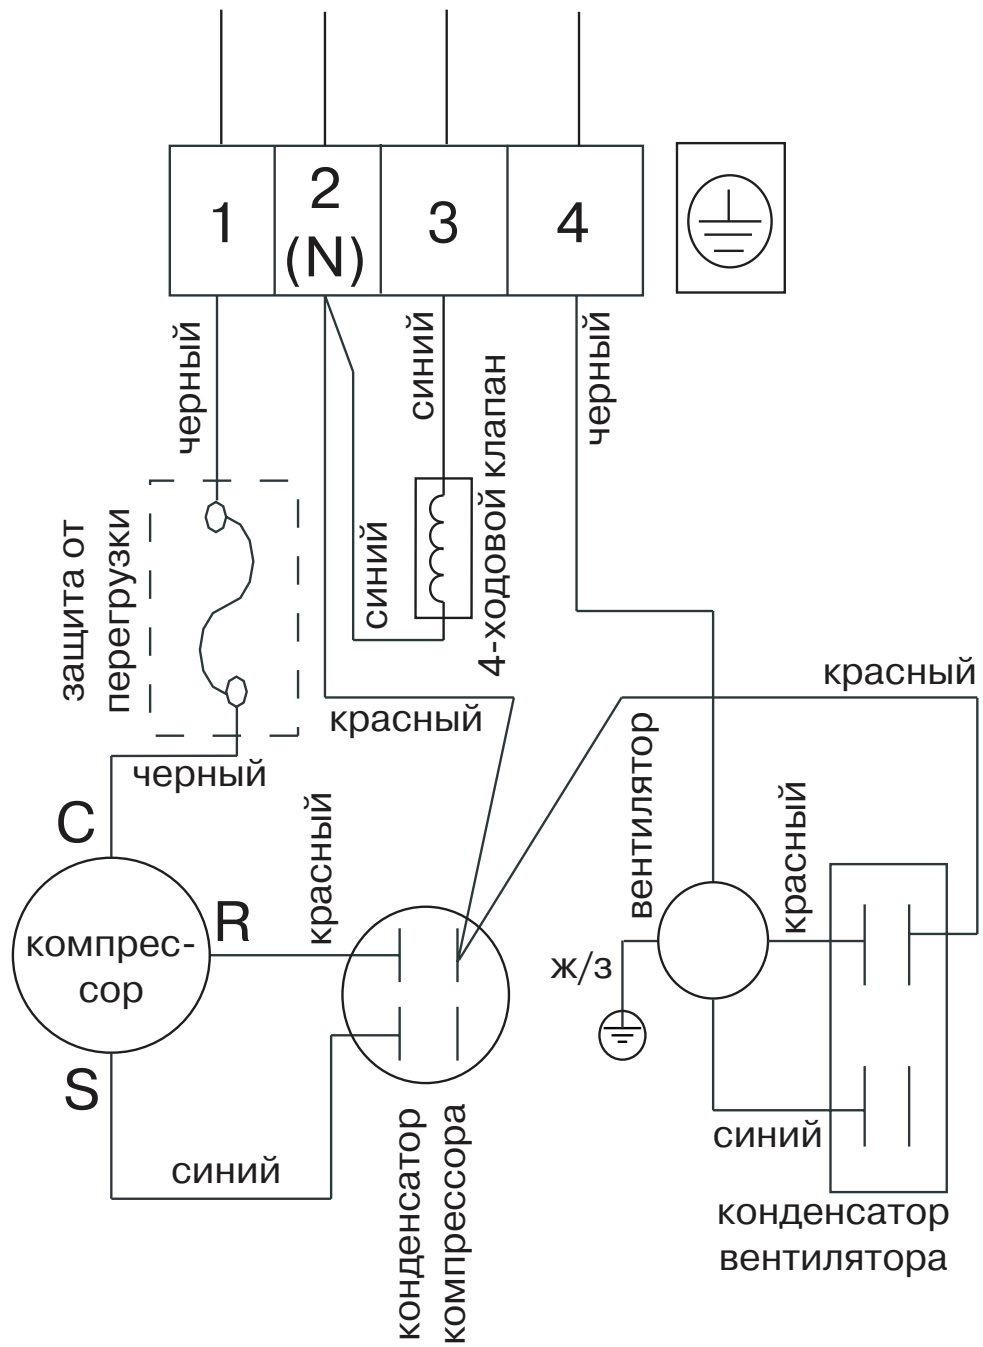 1
2
(N)
3
4
черный
синий
черный
4-ходовой клапан
защита от
перегрузки
синий
красный
красный
черный
C
красный
вентилятор
красный
R
компрес-
сор
ж/з
S
синий
синий
конденсатор
компрессора
конденсатор
вентилятора